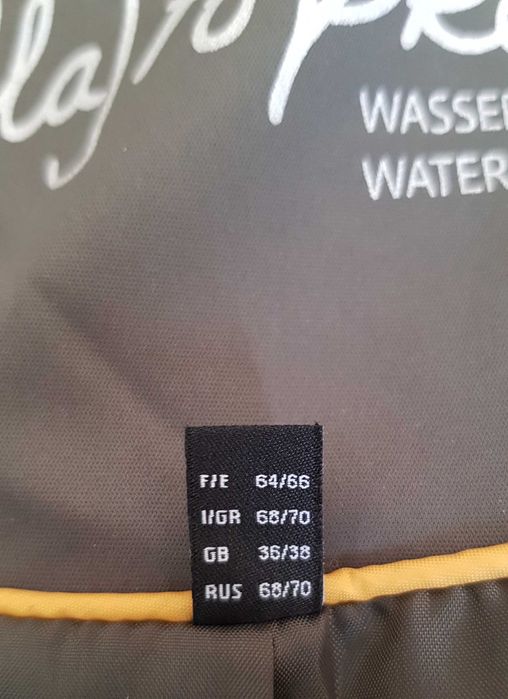 WASSE
WATER
F/E 64/66
I/GR 68/70
GB 36/38
RUS 68/70